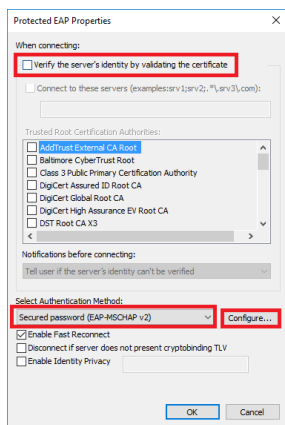 Protected EAP Properties
When connecting:
Verify the server's identity by validating the certificate
Connect to these servers (examples:srv1;srv2;.*\.srv3\.com):
Trusted Root Certification Authorities:
AddTrust External CA Root
Baltimore CyberTrust Root
Class 3 Public Primary Certification Authority
DigiCert Assured ID Root CA
DigiCert Global Root CA
DigiCert High Assurance EV Root CA
DST Root CA X3
Notifications before connecting:
Tell user if the server's identity can't be verified
Select Authentication Method:
Secured password (EAP-MSCHAP v2) Configure...
Enable Fast Reconnect
Disconnect if server does not present cryptobinding TLV
Enable Identity Privacy
OK Cancel